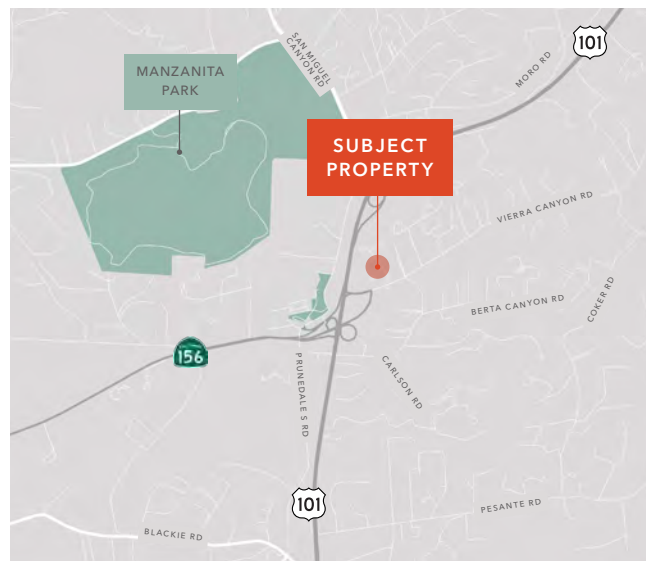 101
SAN MIGUEL
CANYON RD
MORO RD
MANZANITA
PARK
SUBJECT
PROPERTY
VIERRA CANYON RD
BERTA CANYON RD
COKER RD
156
PRUNEDALE S RD
CARLSON RD
101
PESANTE RD
BLACKIE RD